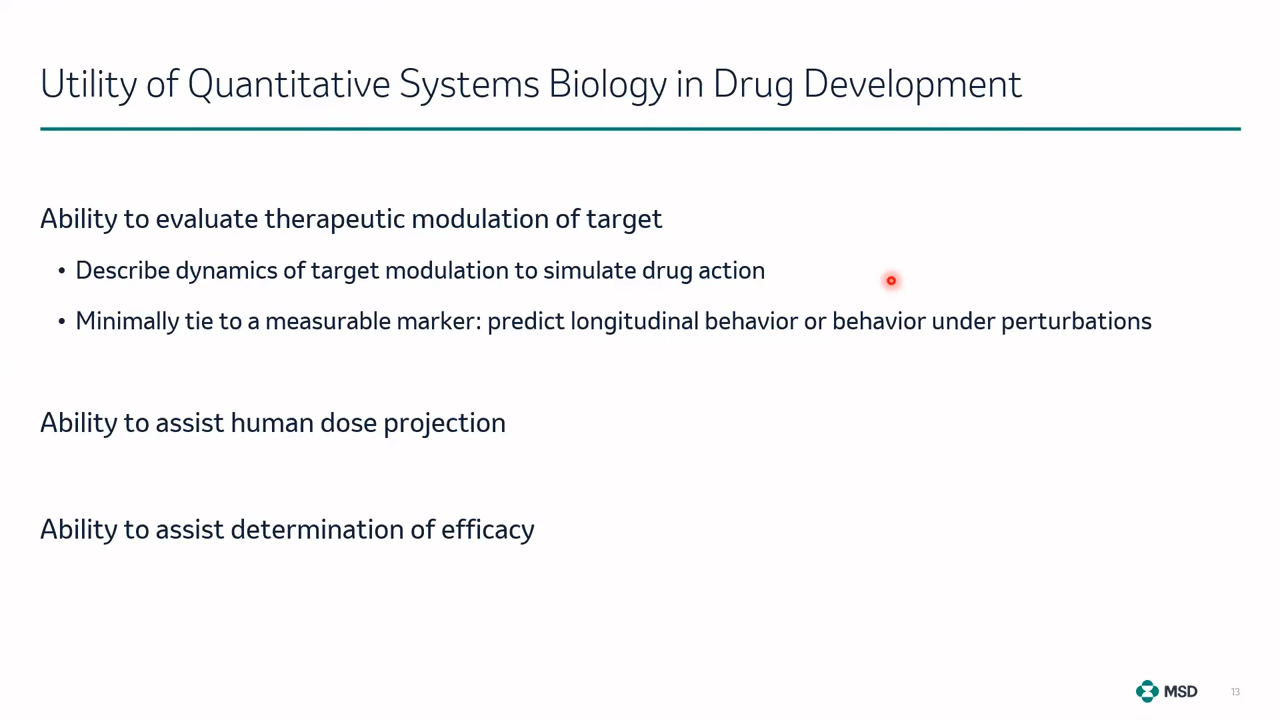 Utility of Quantitative Systems Biology in Drug Development
Ability to evaluate therapeutic modulation of target
• Describe dynamics of target modulation to simulate drug action
• Minimally tie to a measurable marker: predict longitudinal behavior or behavior under perturbations
Ability to assist human dose projection
Ability to assist determination of efficacy
MSD
13